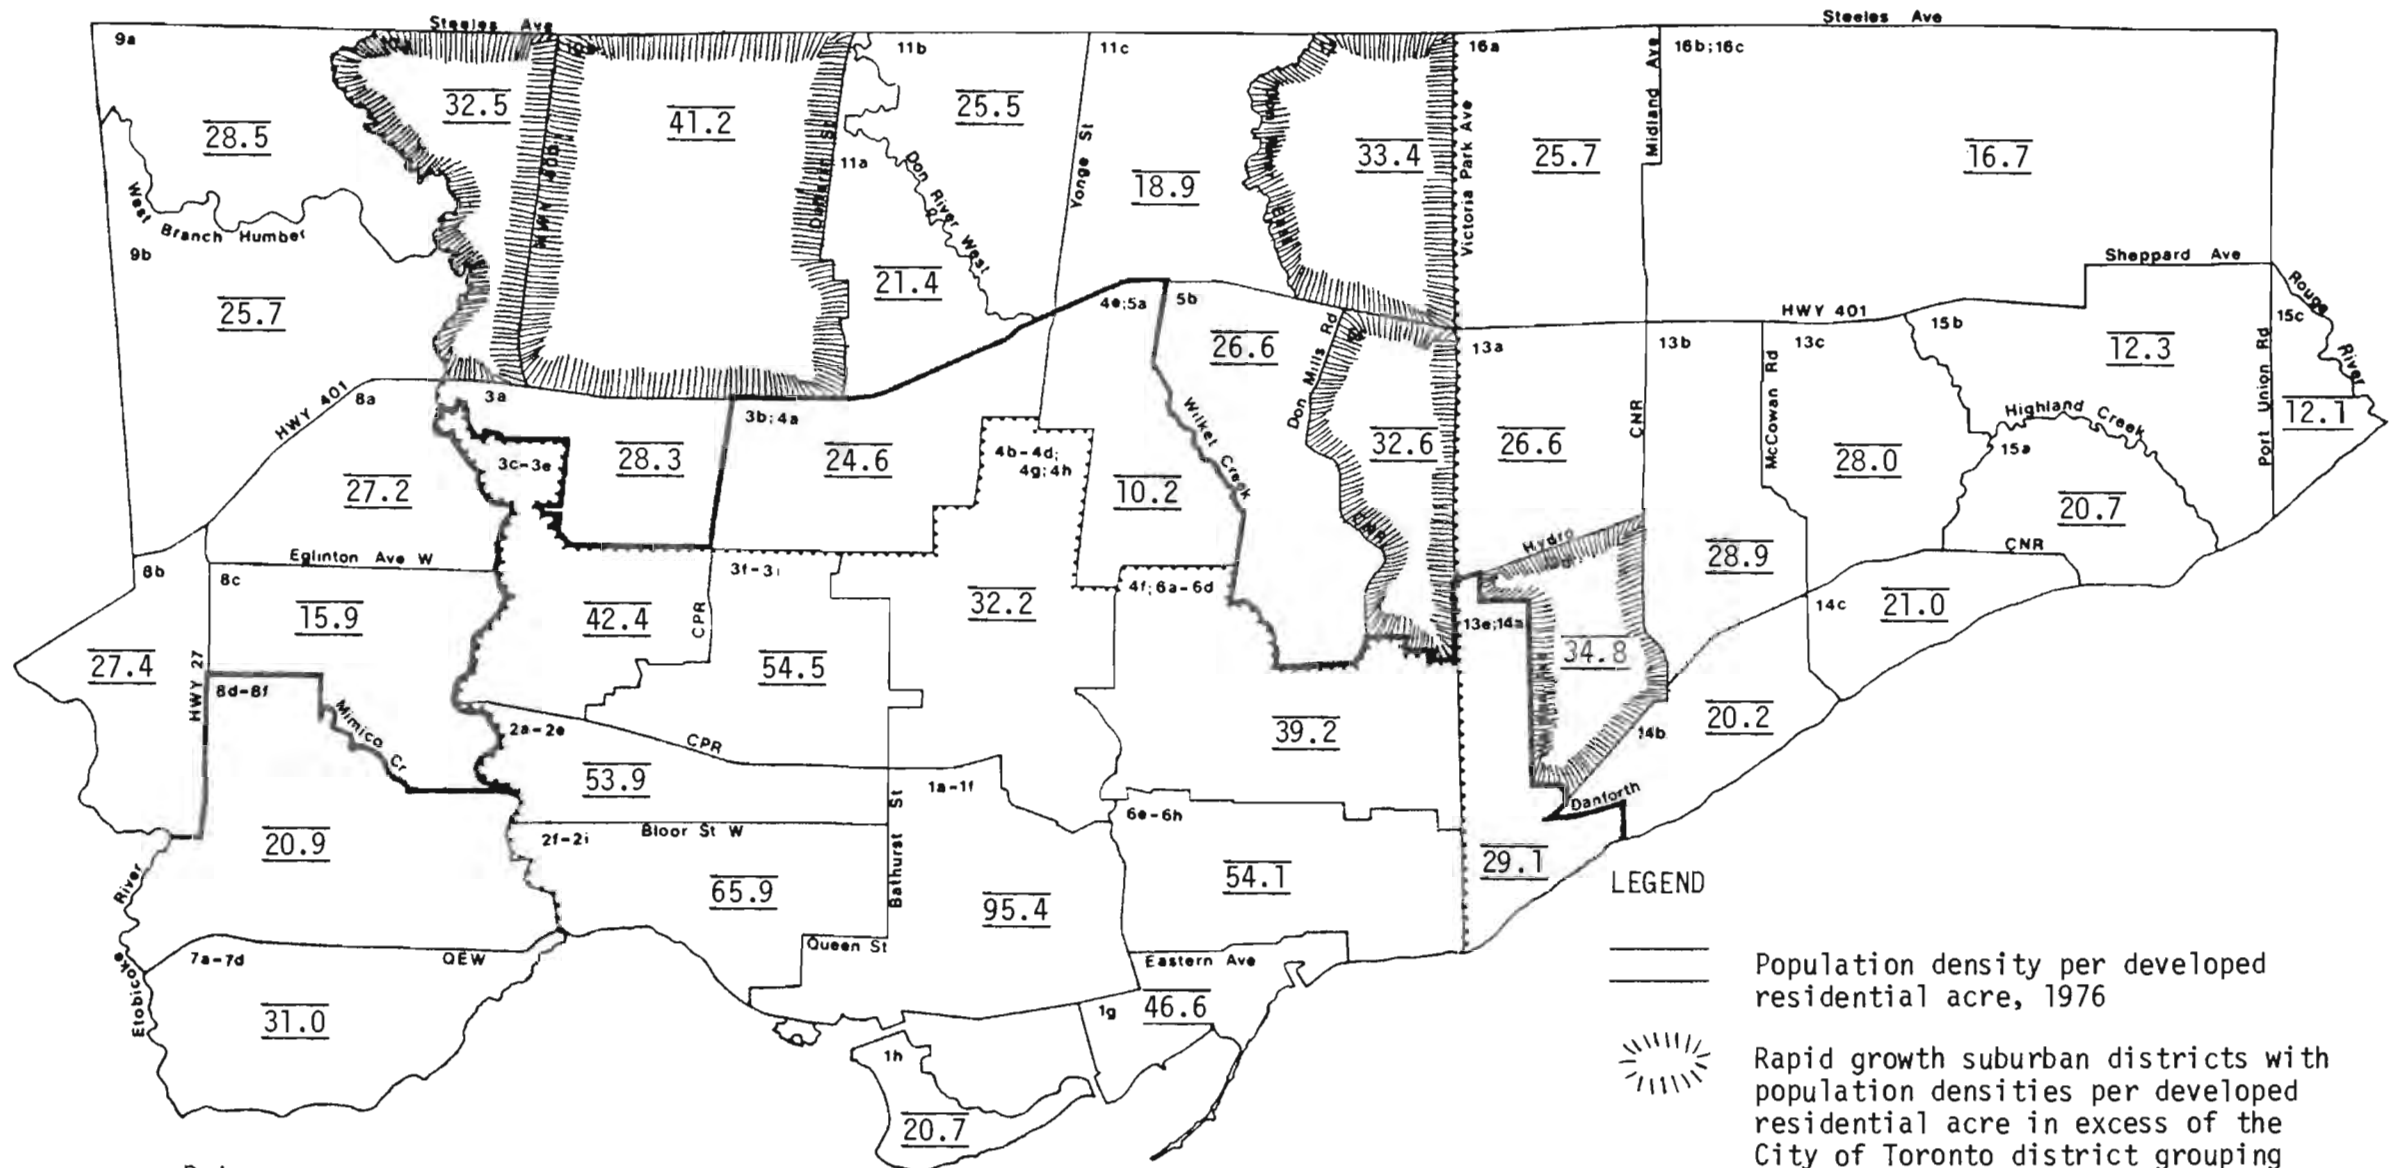 Steeles Ave
Steeles Ave
9a
11b
11c
16a
16b;16c
Midland Ave
32.5
41.2
25.5
28.5
HWY 400
Dufferin St
11a
Don River West
Yonge St
33.4
Victoria Park Ave
25.7
16.7
18.9
West Branch Humber
9b
25.7
21.4
Sheppard Ave
Rouge River
4e;5a
5b
HWY 401
15b
15c
26.6
Don Mills Rd
13a
13b
13c
12.3
Port Union Rd
HWY 401
8a
3a
3b;4a
McCowan Rd
Highland Creek
12.1
Wilket Creek
CNR
3c-3e
28.3
24.6
4b-4d;
4g;4h
32.6
26.6
28.0
15a
27.2
10.2
20.7
CNR
Hydro
Eglinton Ave W
8b
8c
3f-3i
4f;6a-6d
28.9
CNR
15.9
42.4
CPR
32.2
13e;14a
14c
21.0
27.4
HWY 27
54.5
34.8
8d-8f
Mimico Cr
2a-2e
CPR
39.2
14b
20.2
53.9
1a-1f
Danforth
20.9
2f-2i
Bloor St W
Bathurst St
6e-6h
29.1
65.9
95.4
54.1
LEGEND
Etobicoke River
7a-7d
QEW
Queen St
Eastern Ave
Population density per developed
residential acre, 1976
31.0
1g
46.6
1h
20.7
Rapid growth suburban districts with
population densities per developed
residential acre in excess of the
City of Toronto district grouping